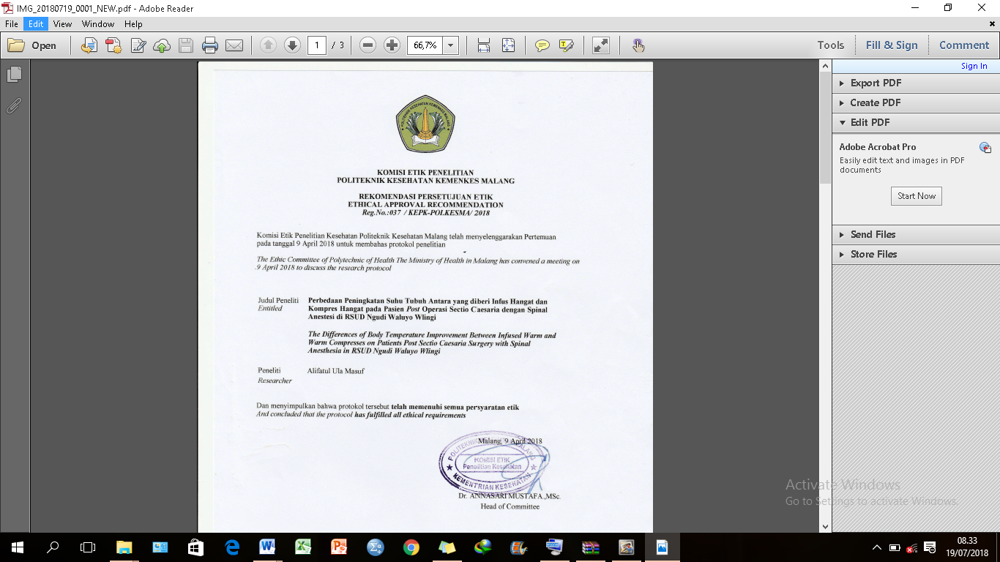 IMG_20180719_0001_NEW.pdf - Adobe Reader
File Edit View Window Help
Open 1 / 3 66,7% Tools Fill & Sign Comment
Sign In
Export PDF
Create PDF
Edit PDF
Adobe Acrobat Pro
Easily edit text and images in PDF
documents
Start Now
Send Files
Store Files
POLITEKNIK KESEHATAN KEMENKES MALANG
KOMISI ETIK PENELITIAN
POLITEKNIK KESEHATAN KEMENKES MALANG
REKOMENDASI PERSETUJUAN ETIK
ETHICAL APPROVAL RECOMMENDATION
Reg.No.:037 / KEPK-POLKESMA/ 2018
Komisi Etik Penelitian Kesehatan Politeknik Kesehatan Malang telah menyelenggarakan Pertemuan
pada tanggal 9 April 2018 untuk membahas protokol penelitian
The Ethic Committee of Polytechnic of Health The Ministry of Health in Malang has convened a meeting on
9 April 2018 to discuss the research protocol
Judul Peneliti Perbedaan Peningkatan Suhu Tubuh Antara yang diberi Infus Hangat dan
Entitled Kompres Hangat pada Pasien Post Operasi Sectio Caesaria dengan Spinal
Anestesi di RSUD Ngudi Waluyo Wlingi
The Differences of Body Temperature Improvement Between Infused Warm and
Warm Compresses on Patients Post Sectio Caesaria Surgery with Spinal
Anesthesia in RSUD Ngudi Waluyo Wlingi
Peneliti Alifatul Ula Masuf
Researcher
Dan menyimpulkan bahwa protokol tersebut telah memenuhi semua persyaratan etik
And concluded that the protocol has fulfilled all ethical requirements
Malang, 9 April 2018
KOMISI ETIK
Penelitian Kesehatan
KEMENTRIAN KESEHATAN
Dr. ANNASARI MUSTAFA.,MSc.
Head of Committee
Activate Windows
Go to Settings to activate Windows.
08.33
19/07/2018